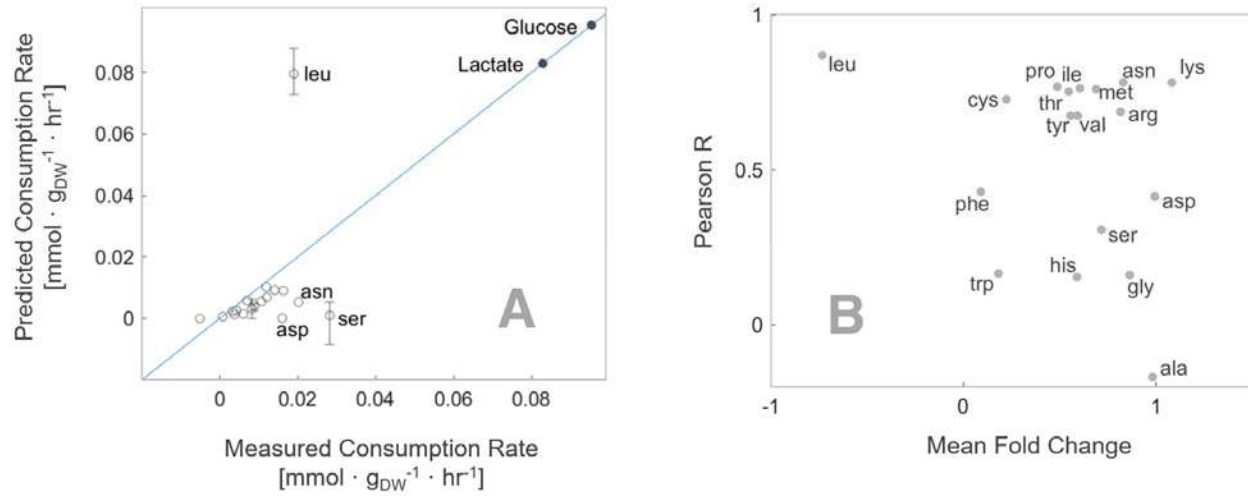 Predicted Consumption Rate
[mmol · gDW⁻¹ · hr⁻¹]
0.08
0.06
0.04
0.02
0
Glucose
Lactate
leu
asn
asp
ser
A
0
0.02
0.04
0.06
0.08
Measured Consumption Rate
[mmol · gDW⁻¹ · hr⁻¹]
Pearson R
1
0.5
0
leu
pro
ile
asn
lys
cys
thr
met
tyr
val
arg
phe
asp
ser
trp
his
gly
ala
B
-1
0
1
Mean Fold Change